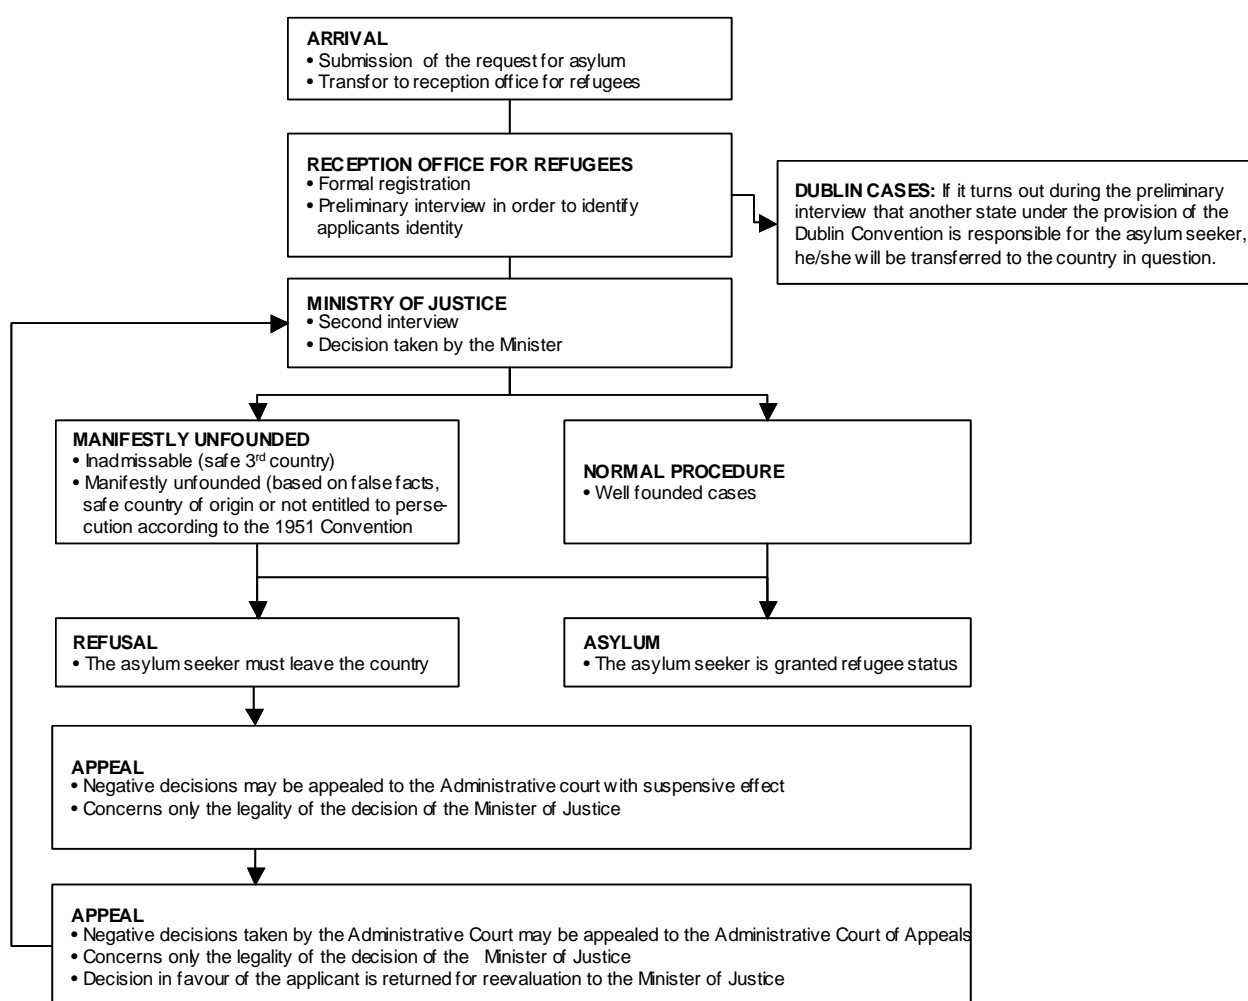 ARRIVAL
• Submission of the request for asylum
• Transfor to reception office for refugees
RECEPTION OFFICE FOR REFUGEES
• Formal registration
• Preliminary interview in order to identify
applicants identity
DUBLIN CASES: If it turns out during the preliminary
interview that another state under the provision of the
Dublin Convention is responsible for the asylum seeker,
he/she will be transferred to the country in question.
MINISTRY OF JUSTICE
• Second interview
• Decision taken by the Minister
MANIFESTLY UNFOUNDED
• Inadmissable (safe 3rd country)
• Manifestly unfounded (based on false facts,
safe country of origin or not entitled to perse-
cution according to the 1951 Convention
NORMAL PROCEDURE
• Well founded cases
REFUSAL
• The asylum seeker must leave the country
ASYLUM
• The asylum seeker is granted refugee status
APPEAL
• Negative decisions may be appealed to the Administrative court with suspensive effect
• Concerns only the legality of the decision of the Minister of Justice
APPEAL
• Negative decisions taken by the Administrative Court may be appealed to the Administrative Court of Appeals
• Concerns only the legality of the decision of the Minister of Justice
• Decision in favour of the applicant is returned for reevaluation to the Minister of Justice